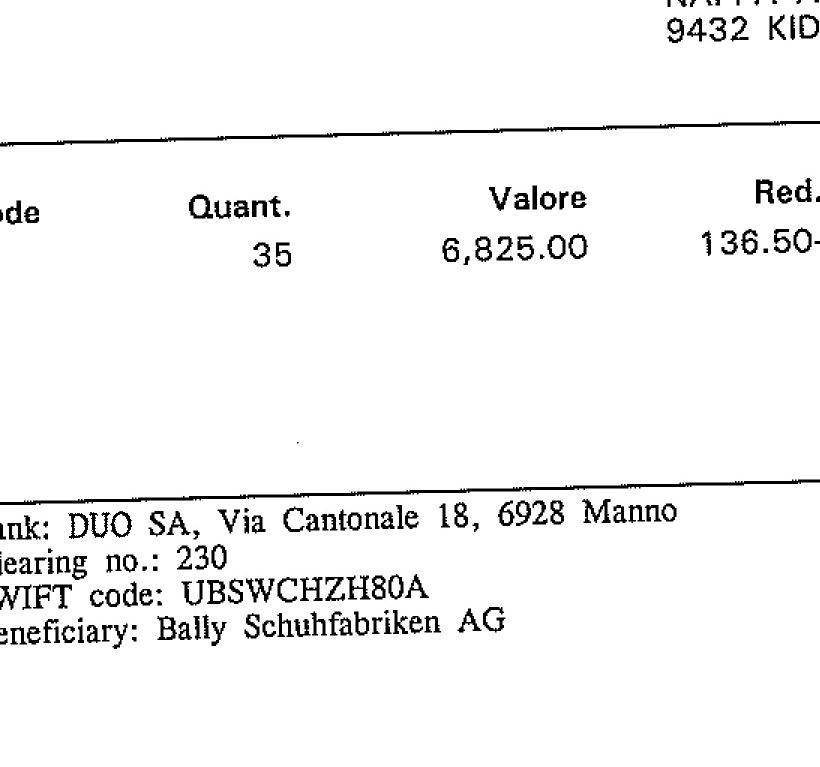 9432 KID
ode Quant. Valore Red.
35 6,825.00 136.50-
ank: DUO SA, Via Cantonale 18, 6928 Manno
learing no.: 230
WIFT code: UBSWCHZH80A
eneficiary: Bally Schuhfabriken AG